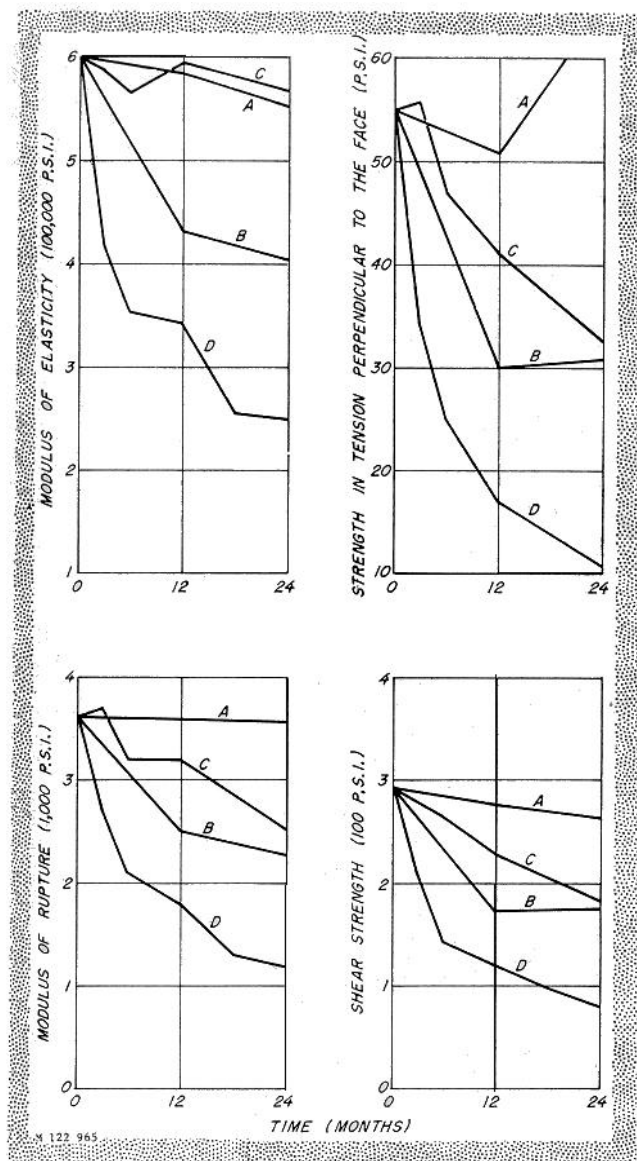 MODULUS OF ELASTICITY (100,000 P.S.I.)
6
5
4
3
2
1
0
12
24
C
A
B
D
STRENGTH IN TENSION PERPENDICULAR TO THE FACE (P.S.I.)
60
50
40
30
20
10
0
12
24
A
C
B
D
MODULUS OF RUPTURE (1,000 P.S.I.)
4
3
2
1
0
0
12
24
A
C
B
D
SHEAR STRENGTH (100 P.S.I.)
4
3
2
1
0
0
12
24
A
C
B
D
TIME (MONTHS)
M 122 965